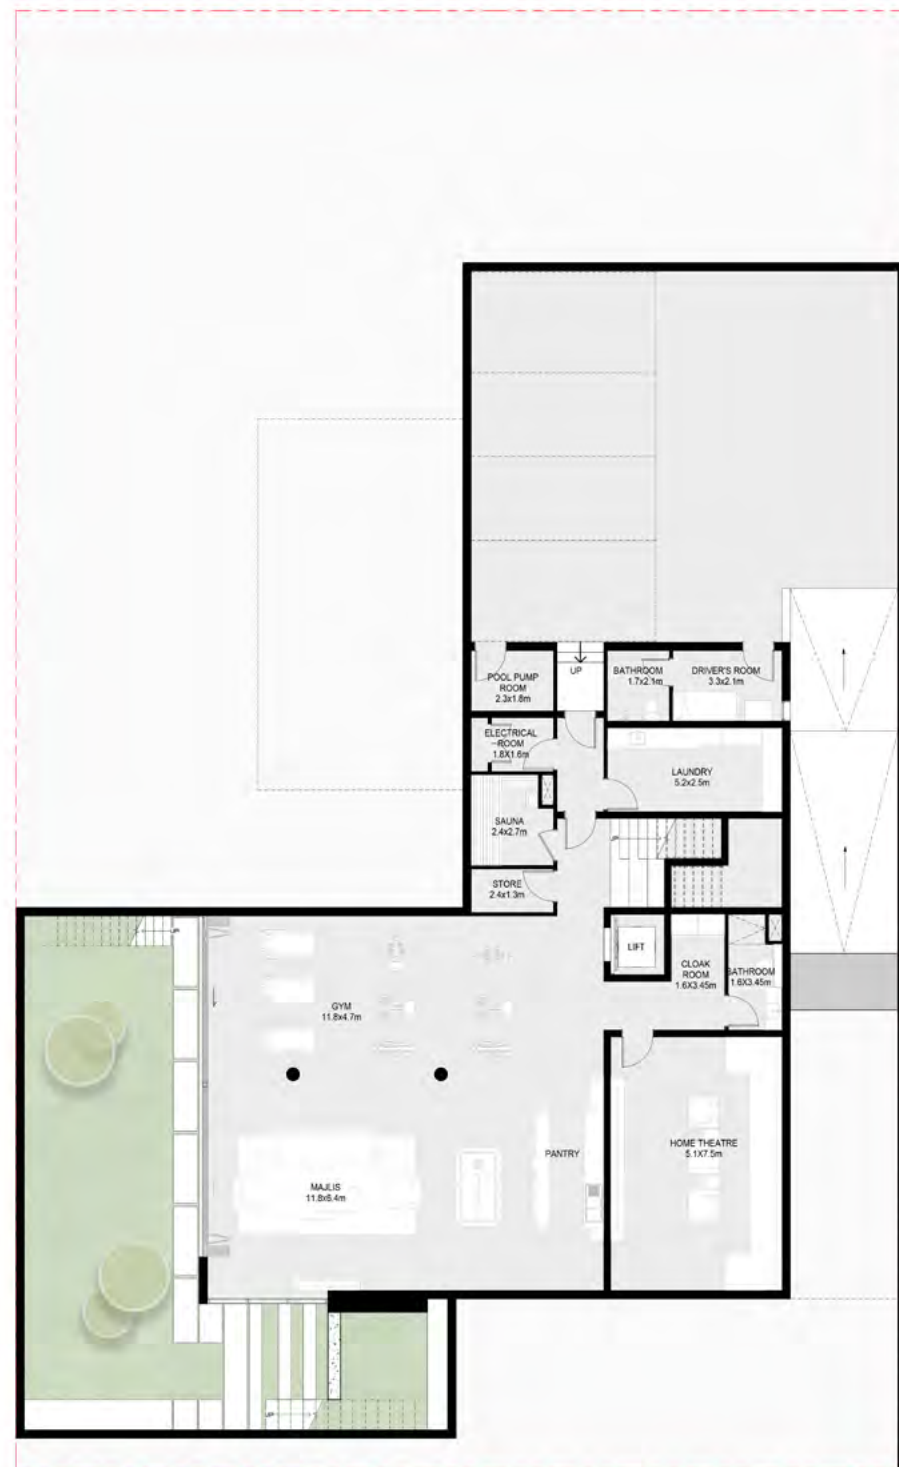 UP
POOL PUMP
ROOM
2.3x1.8m
BATHROOM
1.7x2.1m
DRIVER'S ROOM
3.3x2.1m
ELECTRICAL
ROOM
1.8X1.6m
LAUNDRY
5.2x2.5m
SAUNA
2.4x2.7m
UP
STORE
2.4x1.3m
UP
LIFT
CLOAK
ROOM
1.6X3.45m
BATHROOM
1.6X3.45m
GYM
11.8x4.7m
HOME THEATRE
5.1X7.5m
PANTRY
MAJLIS
11.8x6.4m
UP